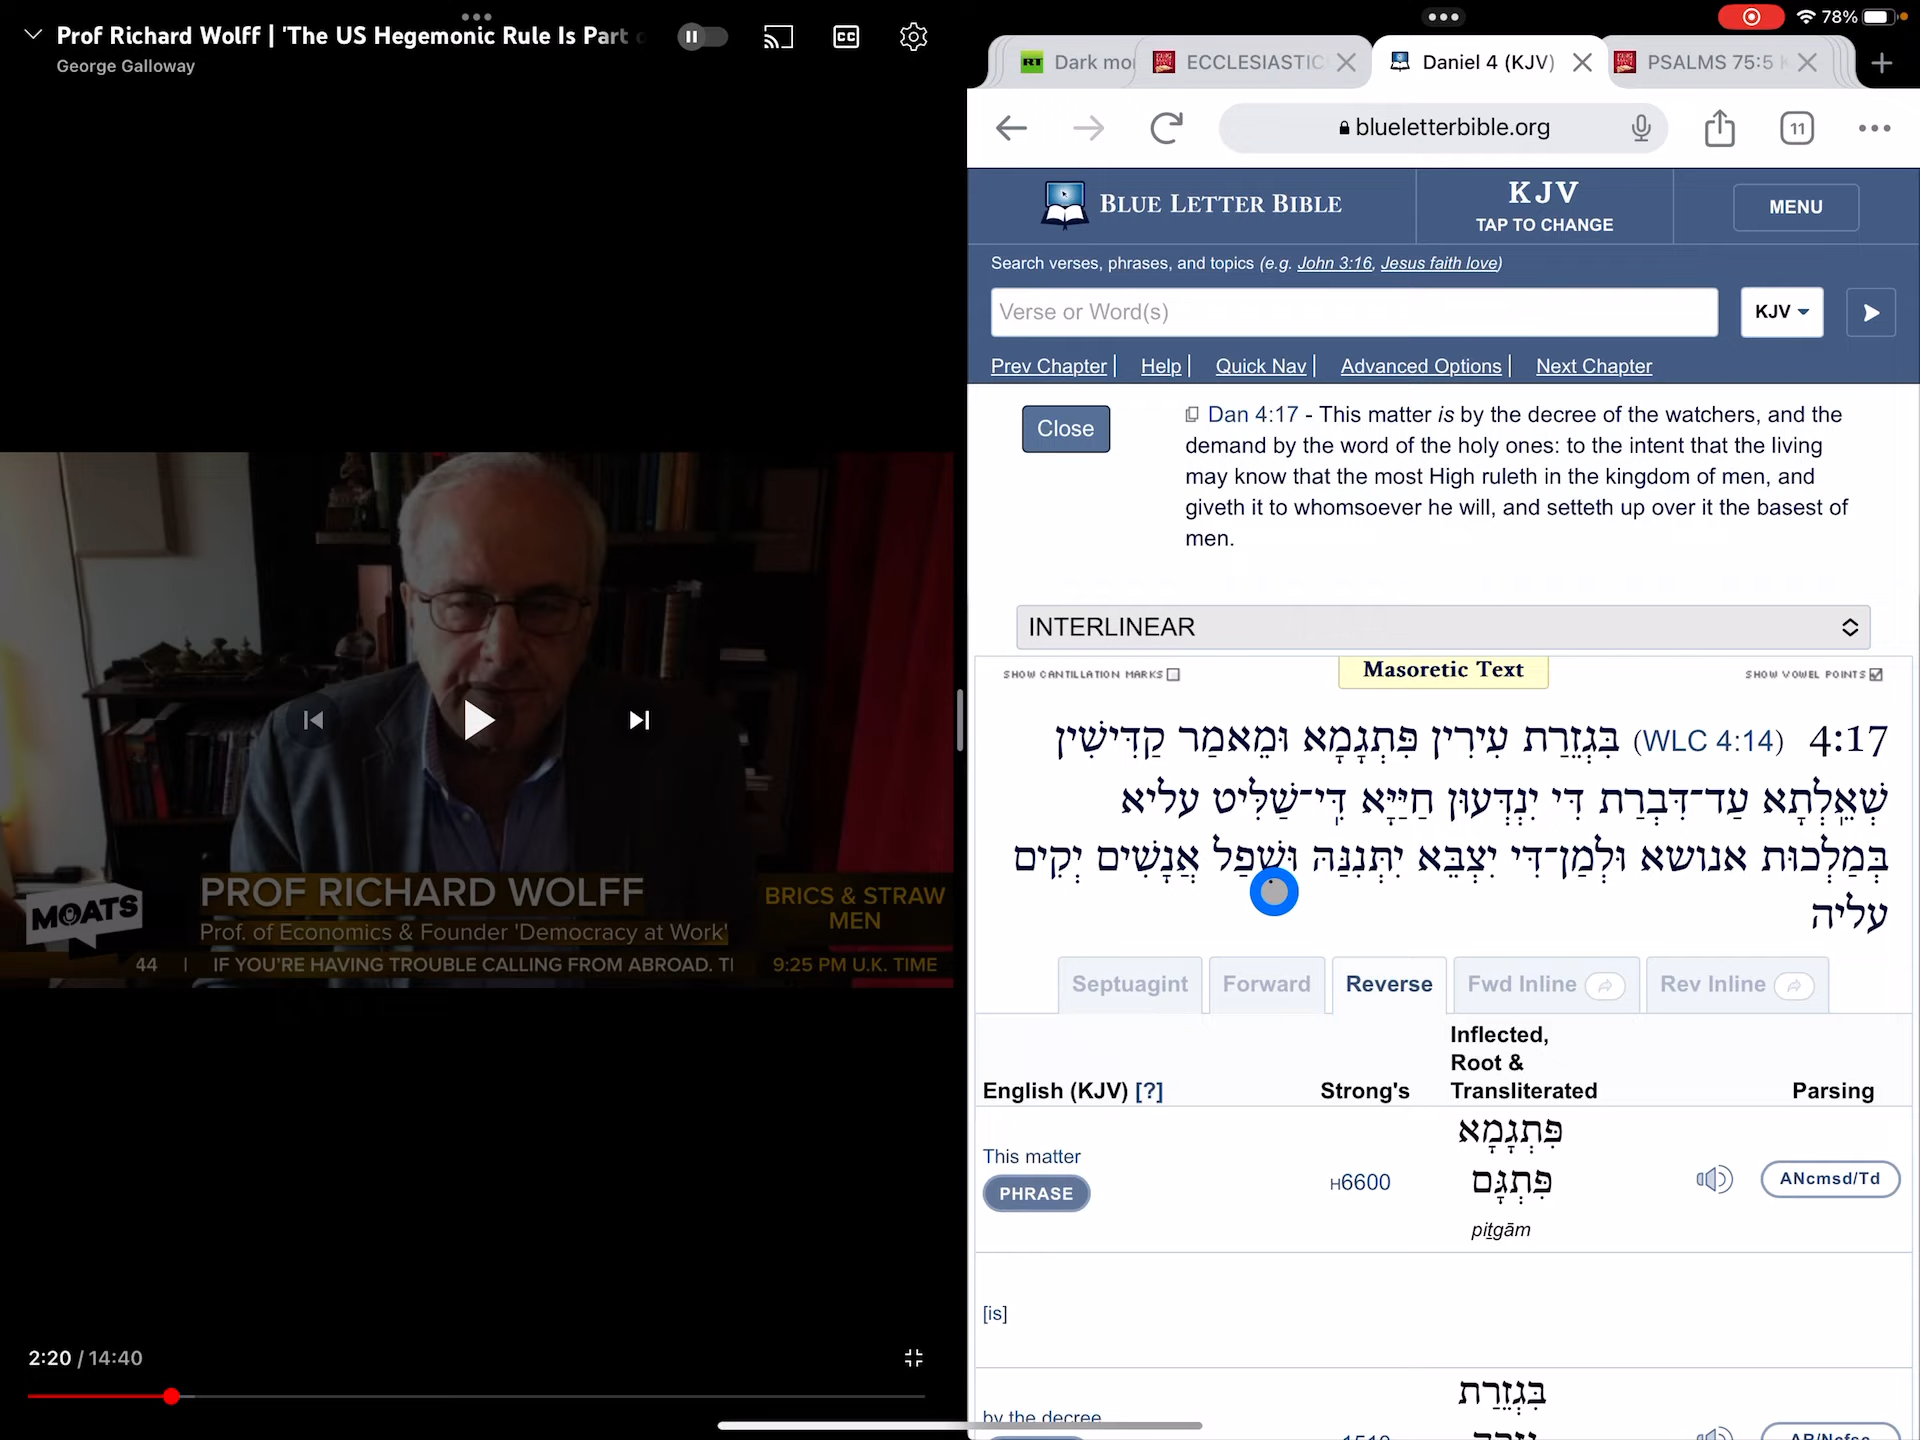 Prof Richard Wolff | 'The US Hegemonic Rule Is Part
George Galloway
CC
MOATS
PROF RICHARD WOLFF
Prof. of Economics & Founder 'Democracy at Work'
BRICS & STRAW
MEN
44 | IF YOU'RE HAVING TROUBLE CALLING FROM ABROAD.
9:25 PM U.K. TIME
2:20 / 14:40
78%
RT Dark mo
ECCLESIASTIC
Daniel 4 (KJV)
PSALMS 75:5
blueletterbible.org
11
BLUE LETTER BIBLE
KJV
TAP TO CHANGE
MENU
Search verses, phrases, and topics (e.g. John 3:16, Jesus faith love)
Verse or Word(s)
KJV
Prev Chapter | Help | Quick Nav | Advanced Options | Next Chapter
Close
Dan 4:17 - This matter is by the decree of the watchers, and the
demand by the word of the holy ones: to the intent that the living
may know that the most High ruleth in the kingdom of men, and
giveth it to whomsoever he will, and setteth up over it the basest of
men.
INTERLINEAR
SHOW CANTILLATION MARKS
Masoretic Text
SHOW VOWEL POINTS
4:17 (WLC 4:14) בִּגְזֵרַת עִירִין פִּתְגָמָא וּמֵאמַר קַדִּישִׁין
שְׁאֵלְתָא עַד־דִּבְרַת דִּי יִנְדְּעוּן חַיַּיָּא דִּי־שַׁלִּיט עליא
בְּמַלְכוּת אנושא וּלְמַן־דִּי יִצְבֵּא יִתְּנִנַּהּ וּשְׁפַל אֲנָשִׁים יְקִים
עליה
Septuagint
Forward
Reverse
Fwd Inline
Rev Inline
English (KJV) [?]
Strong's
Inflected,
Root &
Transliterated
Parsing
This matter
PHRASE
H6600
פִּתְגָמָא
פִּתְגָּם
piṯgām
ANcmsd/Td
[is]
by the decree
בִּגְזֵרַת